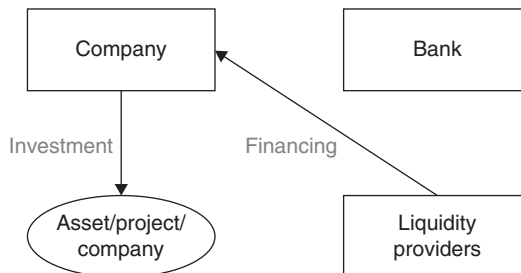 Company
Bank
Investment
Financing
Asset/project/
company
Liquidity
providers